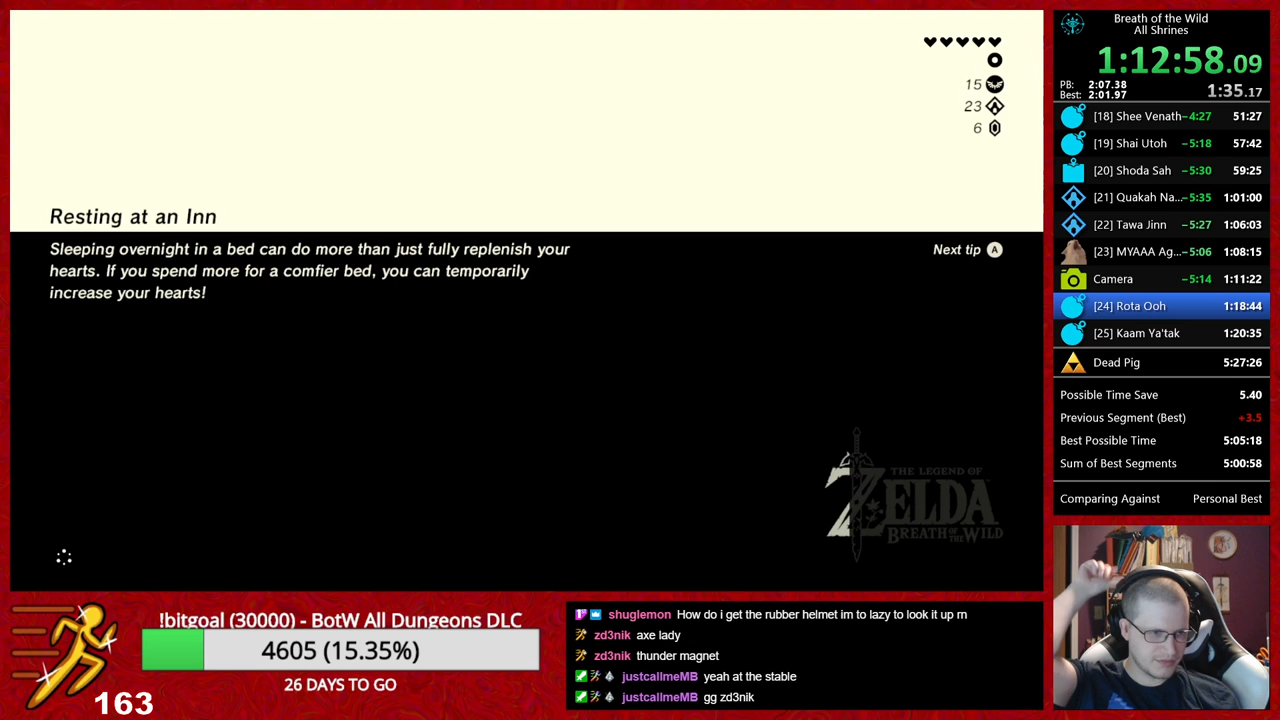 15
23
6
Resting at an Inn
Sleeping overnight in a bed can do more than just fully replenish your
hearts. If you spend more for a comfier bed, you can temporarily
increase your hearts!
Next tip A
THE LEGEND OF
ZELDA
BREATH OF THE WILD
Breath of the Wild
All Shrines
1:12:58.09
PB: 2:07.38
Best: 2:01.97
1:35.17
[18] Shee Venath -4:27 51:27
[19] Shai Utoh -5:18 57:42
[20] Shoda Sah -5:30 59:25
[21] Quakah Na... -5:35 1:01:00
[22] Tawa Jinn -5:27 1:06:03
[23] MYAAA Ag... -5:06 1:08:15
Camera -5:14 1:11:22
[24] Rota Ooh 1:18:44
[25] Kaam Ya'tak 1:20:35
Dead Pig 5:27:26
Possible Time Save 5.40
Previous Segment (Best) +3.5
Best Possible Time 5:05:18
Sum of Best Segments 5:00:58
Comparing Against Personal Best
163
!bitgoal (30000) - BotW All Dungeons DLC
4605 (15.35%)
26 DAYS TO GO
shuglemon How do i get the rubber helmet im to lazy to look it up rn
zd3nik axe lady
zd3nik thunder magnet
justcallmeMB yeah at the stable
justcallmeMB gg zd3nik